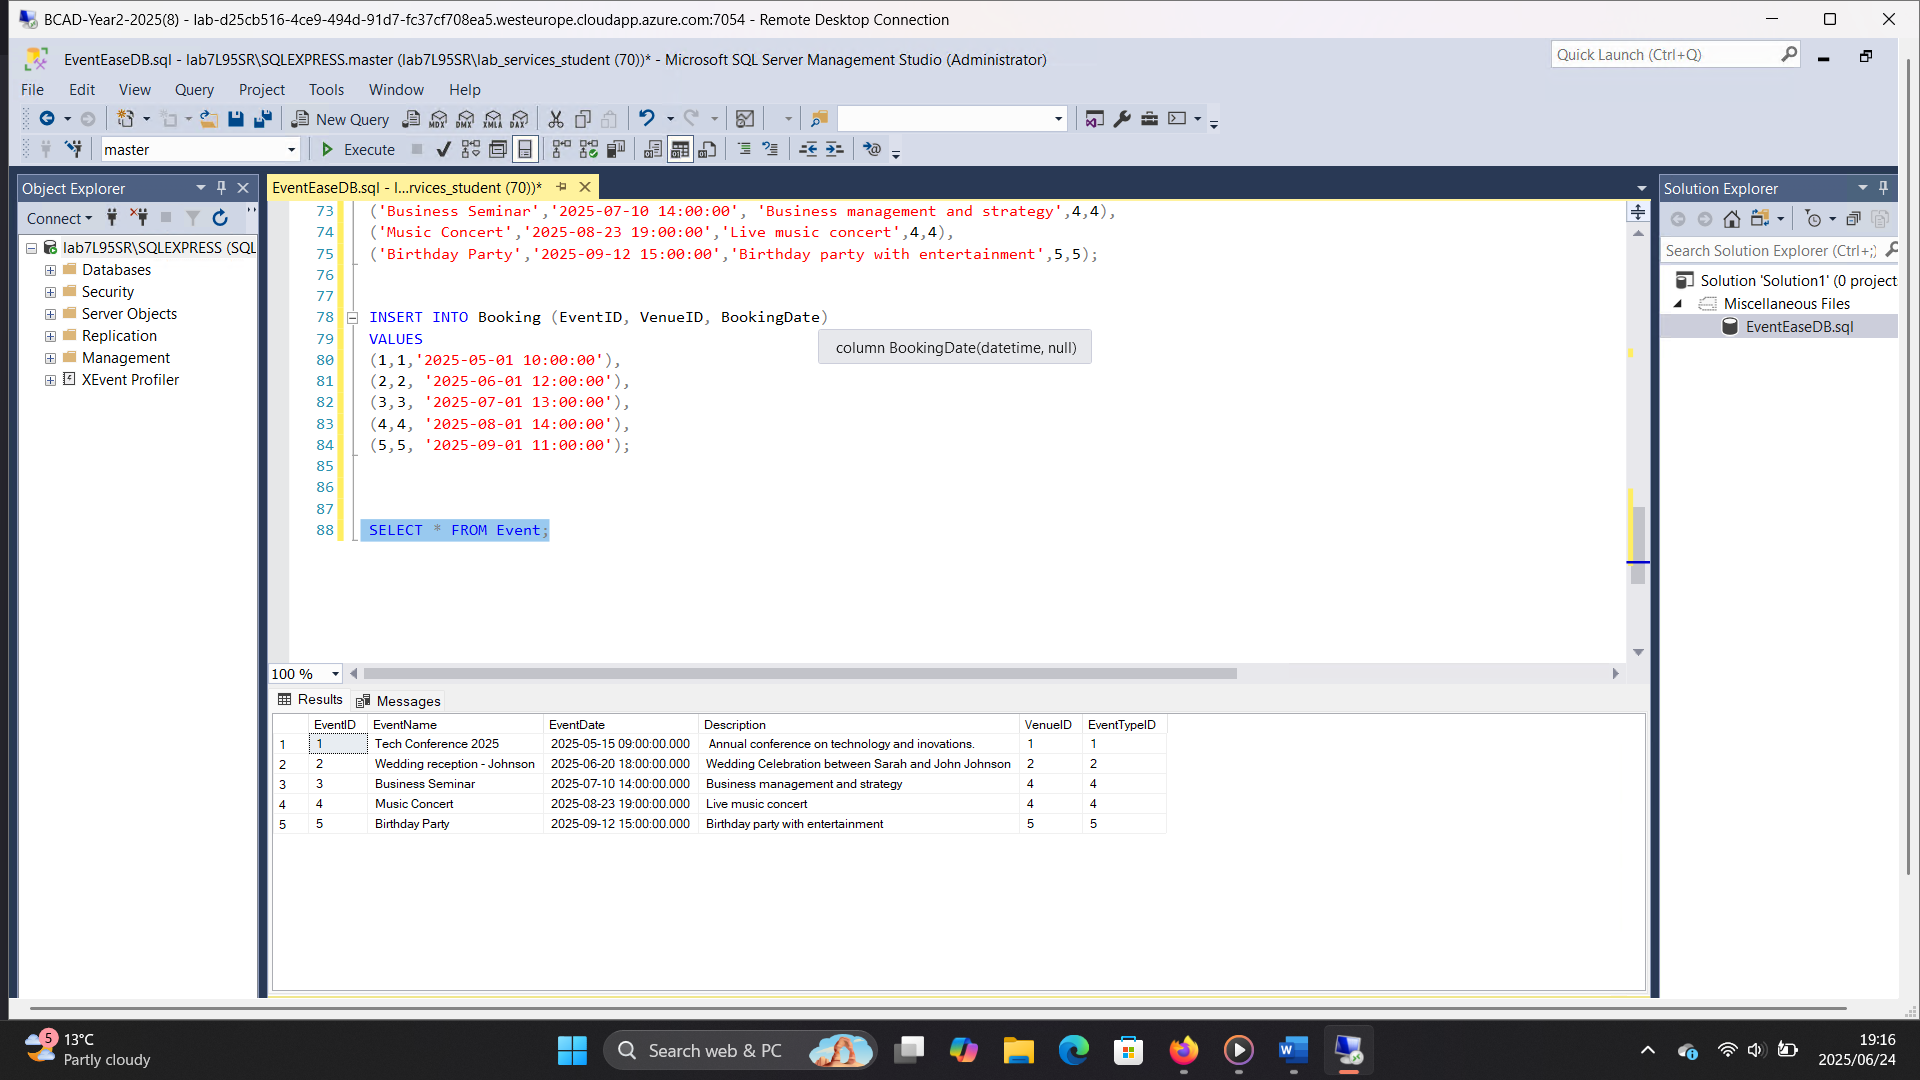 BCAD-Year2-2025(8) - lab-d25cb516-4ce9-494d-91d7-fc37cf708ea5.westeurope.cloudapp.azure.com:7054 - Remote Desktop Connection
EventEaseDB.sql - lab7L95SR\SQLEXPRESS.master (lab7L95SR\lab_services_student (70))* - Microsoft SQL Server Management Studio (Administrator)
Quick Launch (Ctrl+Q)
File Edit View Query Project Tools Window Help
New Query
MDX DMX XMLA DAX
master
Execute
Object Explorer
EventEaseDB.sql - l...rvices_student (70))*
Solution Explorer
Connect
Search Solution Explorer (Ctrl+;)
lab7L95SR\SQLEXPRESS (SQL
Databases
Security
Server Objects
Replication
Management
XEvent Profiler
Solution 'Solution1' (0 project
Miscellaneous Files
EventEaseDB.sql
73 ('Business Seminar','2025-07-10 14:00:00', 'Business management and strategy',4,4),
74 ('Music Concert','2025-08-23 19:00:00','Live music concert',4,4),
75 ('Birthday Party','2025-09-12 15:00:00','Birthday party with entertainment',5,5);
76
77
78 INSERT INTO Booking (EventID, VenueID, BookingDate)
79 VALUES
column BookingDate(datetime, null)
80 (1,1,'2025-05-01 10:00:00'),
81 (2,2, '2025-06-01 12:00:00'),
82 (3,3, '2025-07-01 13:00:00'),
83 (4,4, '2025-08-01 14:00:00'),
84 (5,5, '2025-09-01 11:00:00');
85
86
87
88 SELECT * FROM Event;
100 %
Results Messages
EventID EventName EventDate Description VenueID EventTypeID
1 1 Tech Conference 2025 2025-05-15 09:00:00.000 Annual conference on technology and inovations. 1 1
2 2 Wedding reception - Johnson 2025-06-20 18:00:00.000 Wedding Celebration between Sarah and John Johnson 2 2
3 3 Business Seminar 2025-07-10 14:00:00.000 Business management and strategy 4 4
4 4 Music Concert 2025-08-23 19:00:00.000 Live music concert 4 4
5 5 Birthday Party 2025-09-12 15:00:00.000 Birthday party with entertainment 5 5
5
13°C
Partly cloudy
Search web & PC
19:16
2025/06/24